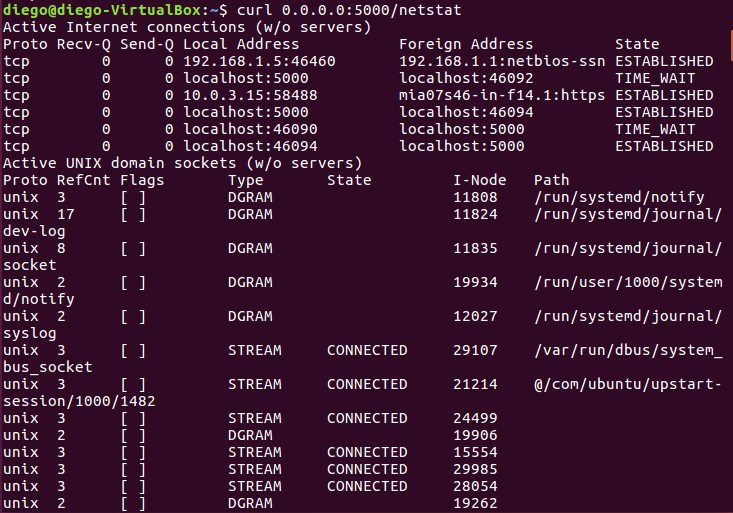 diego@diego-VirtualBox:~$ curl 0.0.0.0:5000/netstat
Active Internet connections (w/o servers)
Proto Recv-Q Send-Q Local Address           Foreign Address         State
tcp        0      0 192.168.1.5:46460       192.168.1.1:netbios-ssn ESTABLISHED
tcp        0      0 localhost:5000          localhost:46092         TIME_WAIT
tcp        0      0 10.0.3.15:58488         mia07s46-in-f14.1:https ESTABLISHED
tcp        0      0 localhost:5000          localhost:46094         ESTABLISHED
tcp        0      0 localhost:46090         localhost:5000          TIME_WAIT
tcp        0      0 localhost:46094         localhost:5000          ESTABLISHED
Active UNIX domain sockets (w/o servers)
Proto RefCnt Flags       Type       State         I-Node   Path
unix  3      [ ]         DGRAM                    11808    /run/systemd/notify
unix  17     [ ]         DGRAM                    11824    /run/systemd/journal/
dev-log
unix  8      [ ]         DGRAM                    11835    /run/systemd/journal/
socket
unix  2      [ ]         DGRAM                    19934    /run/user/1000/system
d/notify
unix  2      [ ]         DGRAM                    12027    /run/systemd/journal/
syslog
unix  3      [ ]         STREAM     CONNECTED     29107    /var/run/dbus/system_
bus_socket
unix  3      [ ]         STREAM     CONNECTED     21214    @/com/ubuntu/upstart-
session/1000/1482
unix  3      [ ]         STREAM     CONNECTED     24499
unix  2      [ ]         DGRAM                    19906
unix  3      [ ]         STREAM     CONNECTED     15554
unix  3      [ ]         STREAM     CONNECTED     29985
unix  3      [ ]         STREAM     CONNECTED     28054
unix  2      [ ]         DGRAM                    19262